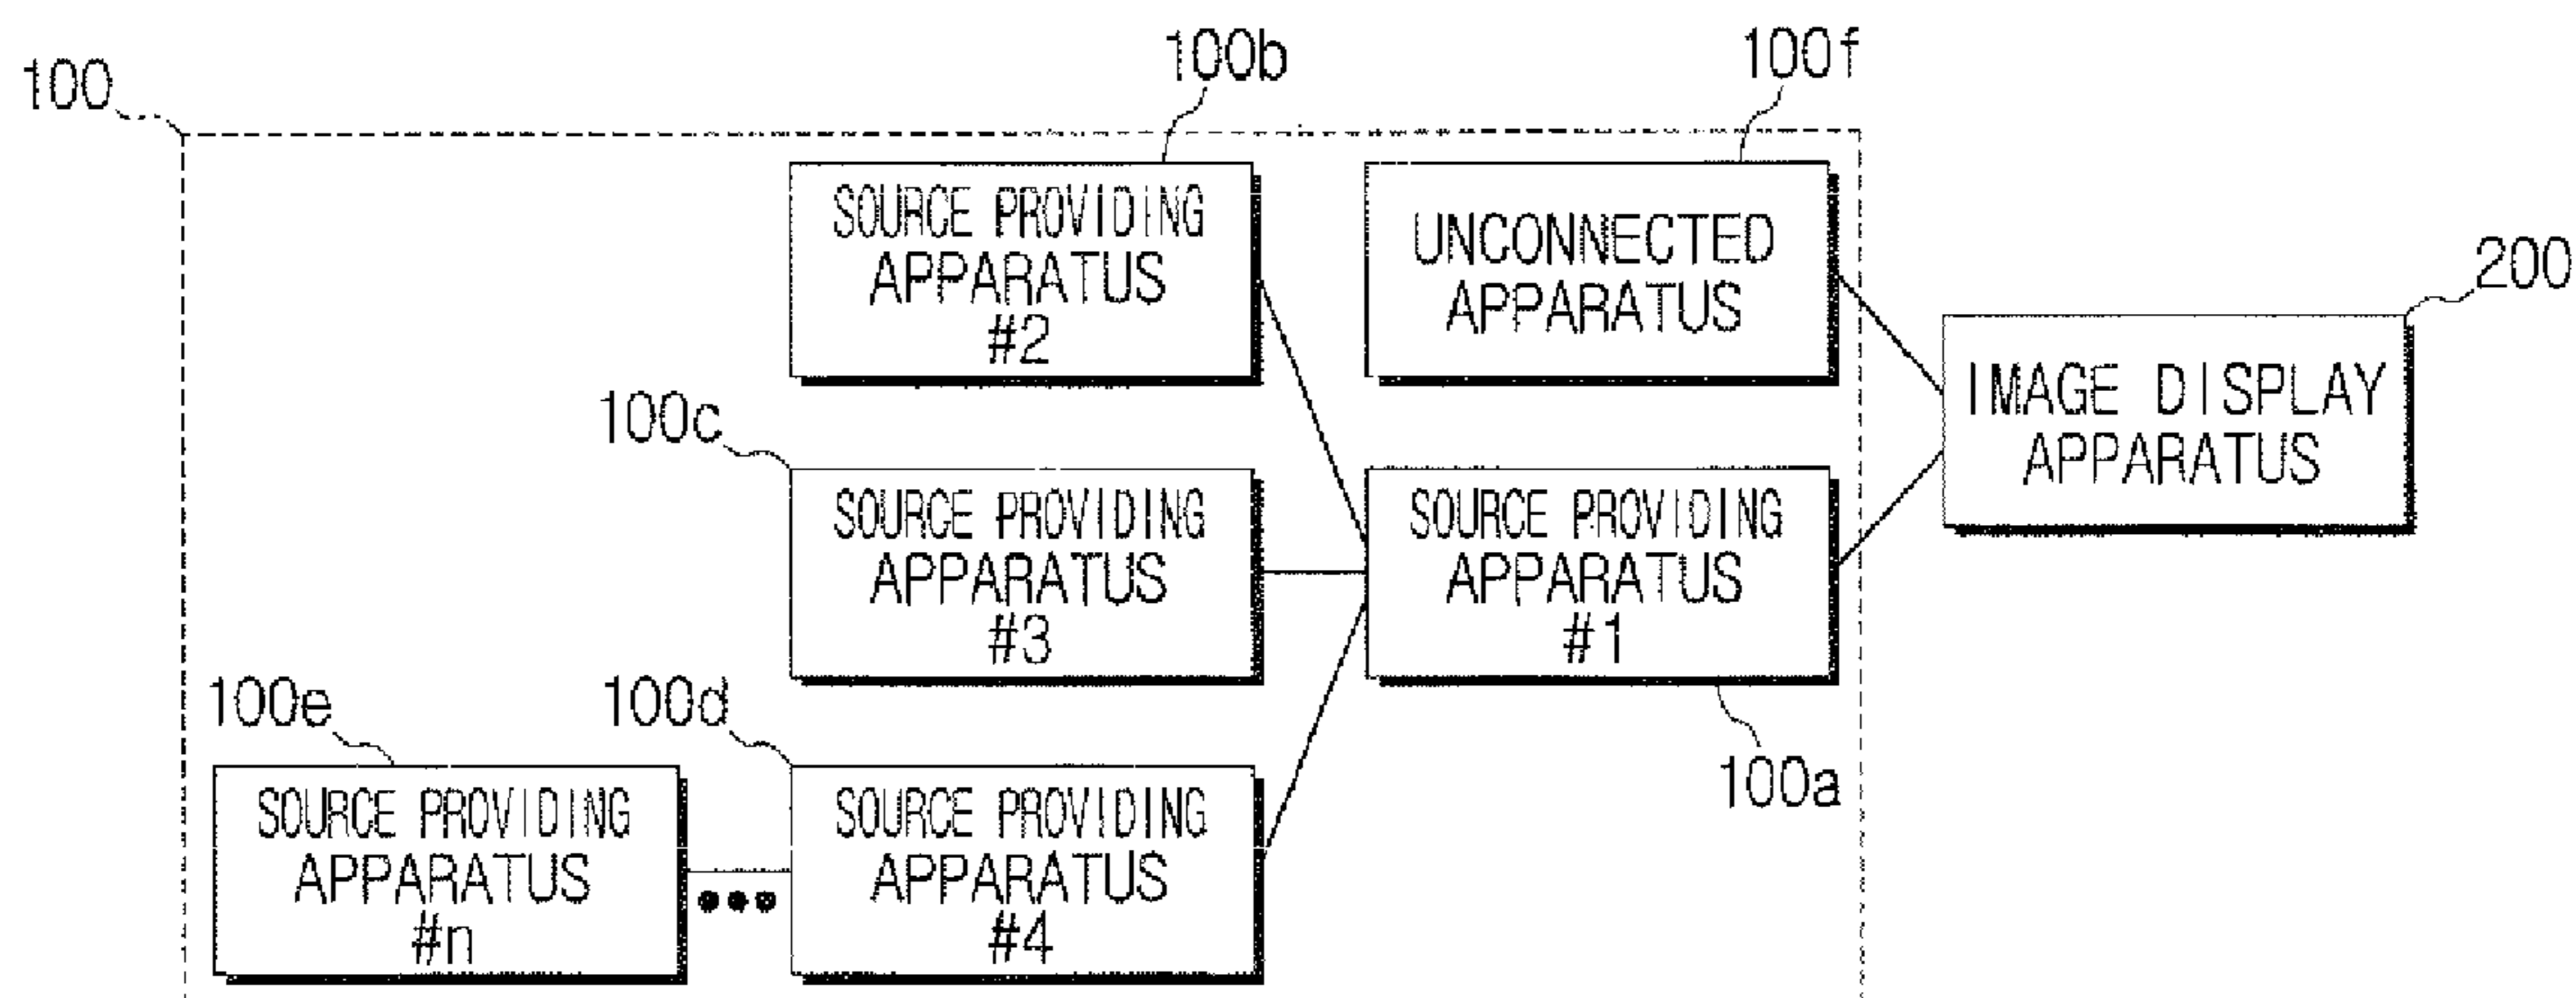 100
100b
100f
SOURCE PROVIDING
APPARATUS
#2
UNCONNECTED
APPARATUS
200
IMAGE DISPLAY
APPARATUS
100c
SOURCE PROVIDING
APPARATUS
#3
SOURCE PROVIDING
APPARATUS
#1
100a
100e
100d
SOURCE PROVIDING
APPARATUS
#n
SOURCE PROVIDING
APPARATUS
#4